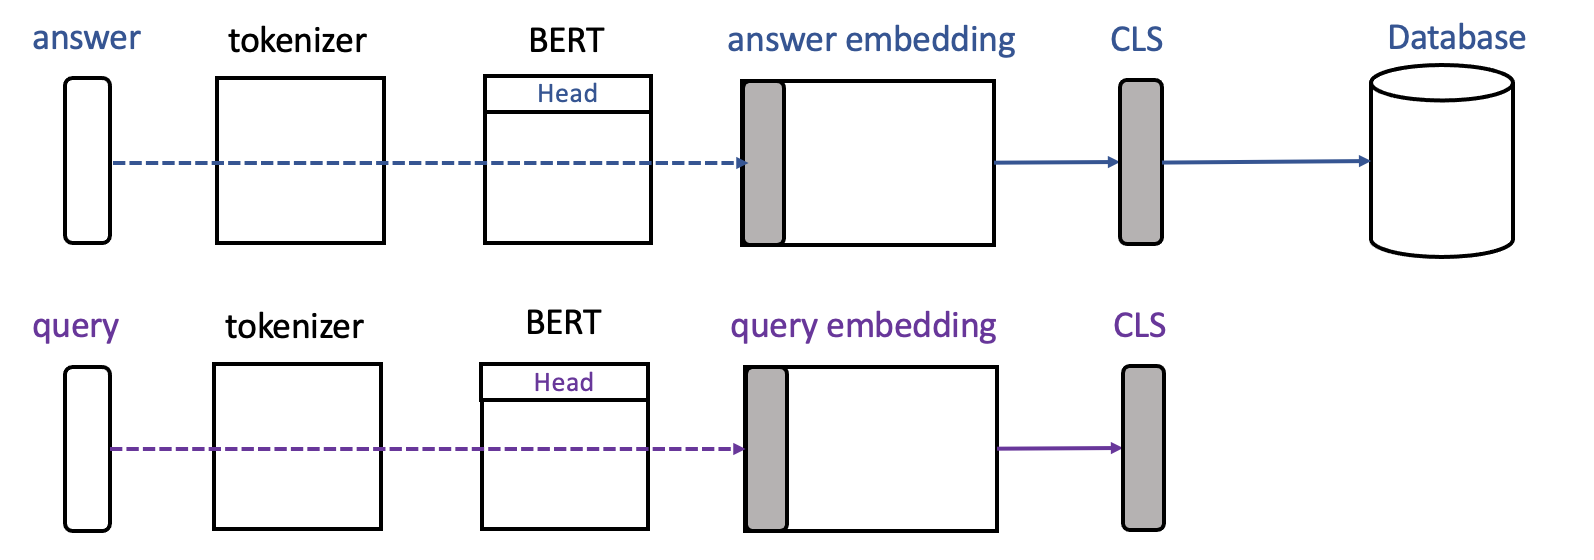 answer
tokenizer
BERT
answer embedding
CLS
Database
Head
query
tokenizer
BERT
query embedding
CLS
Head